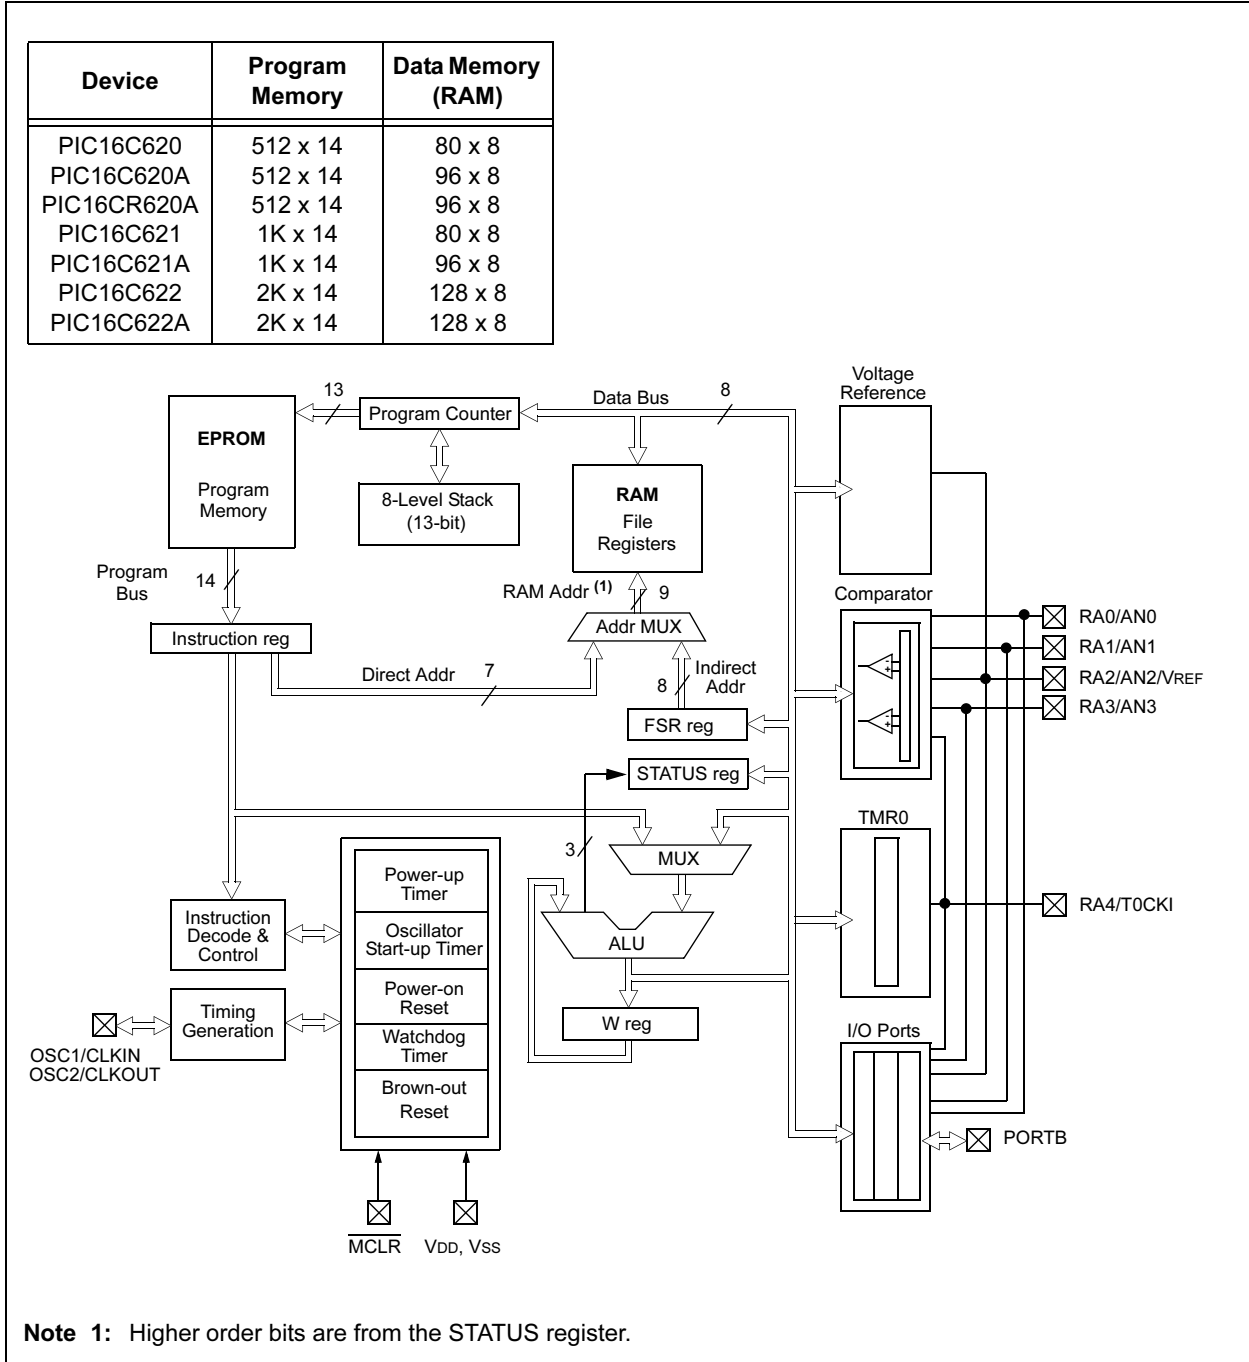 Device Program Memory Data Memory (RAM)
PIC16C620 512 x 14 80 x 8
PIC16C620A 512 x 14 96 x 8
PIC16CR620A 512 x 14 96 x 8
PIC16C621 1K x 14 80 x 8
PIC16C621A 1K x 14 96 x 8
PIC16C622 2K x 14 128 x 8
PIC16C622A 2K x 14 128 x 8
Voltage
Reference
13
Data Bus
8
Program Counter
EPROM
Program
Memory
8-Level Stack
(13-bit)
RAM
File
Registers
Program
Bus
14
RAM Addr (1)
9
Comparator
Addr MUX
Instruction reg
Direct Addr
7
8
Indirect
Addr
FSR reg
STATUS reg
- +
- +
RA0/AN0
RA1/AN1
RA2/AN2/VREF
RA3/AN3
3
MUX
TMR0
Power-up
Timer
Oscillator
Start-up Timer
Power-on
Reset
Watchdog
Timer
Brown-out
Reset
Instruction
Decode &
Control
Timing
Generation
ALU
W reg
RA4/T0CKI
I/O Ports
OSC1/CLKIN
OSC2/CLKOUT
PORTB
MCLR
VDD, VSS
Note 1: Higher order bits are from the STATUS register.